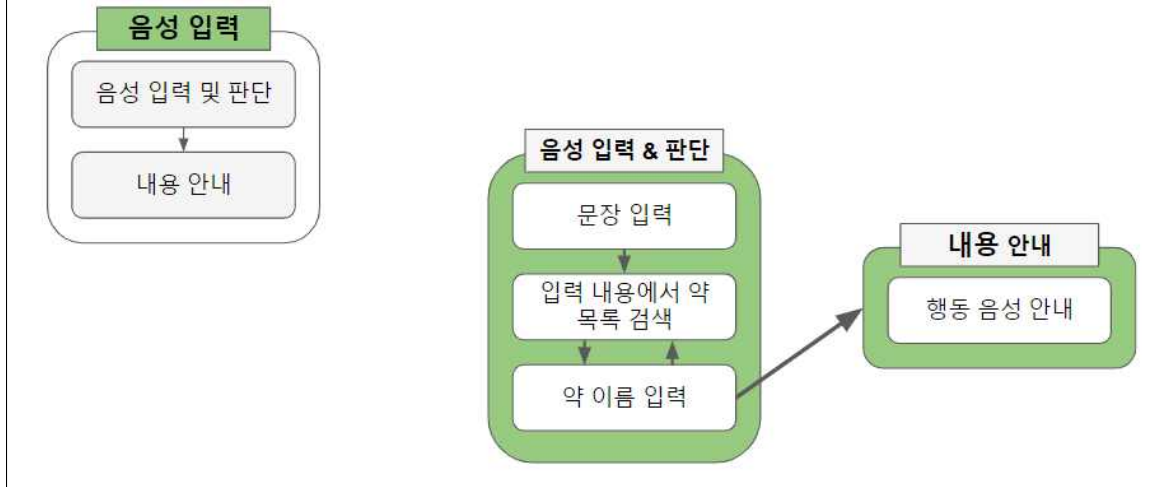 음성 입력
음성 입력 및 판단
내용 안내
음성 입력 & 판단
문장 입력
입력 내용에서 약
목록 검색
약 이름 입력
내용 안내
행동 음성 안내